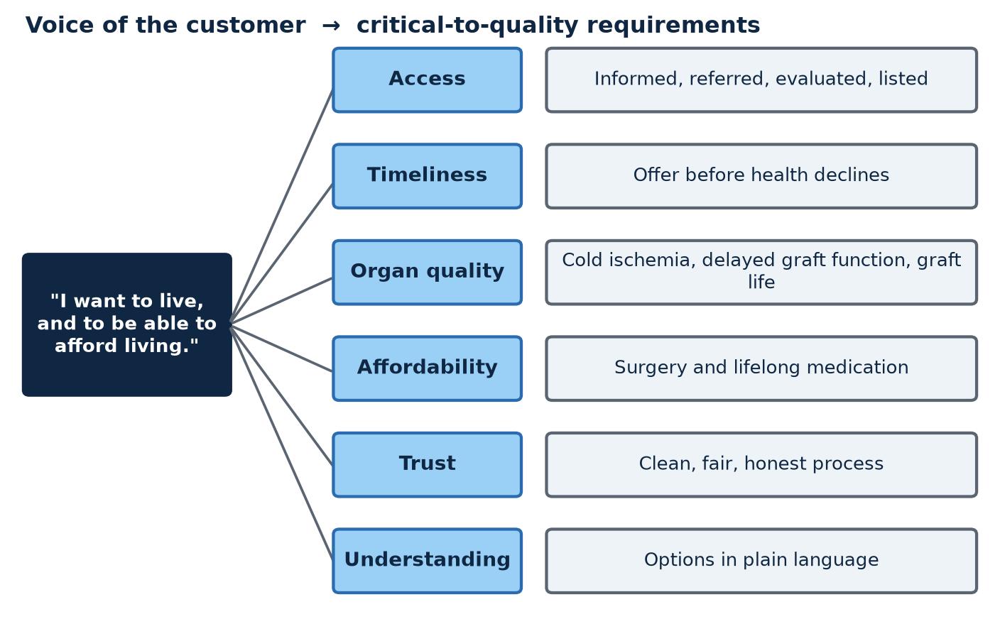 Voice of the customer → critical-to-quality requirements
"I want to live,
and to be able to
afford living."
Access
Informed, referred, evaluated, listed
Timeliness
Offer before health declines
Organ quality
Cold ischemia, delayed graft function, graft
life
Affordability
Surgery and lifelong medication
Trust
Clean, fair, honest process
Understanding
Options in plain language